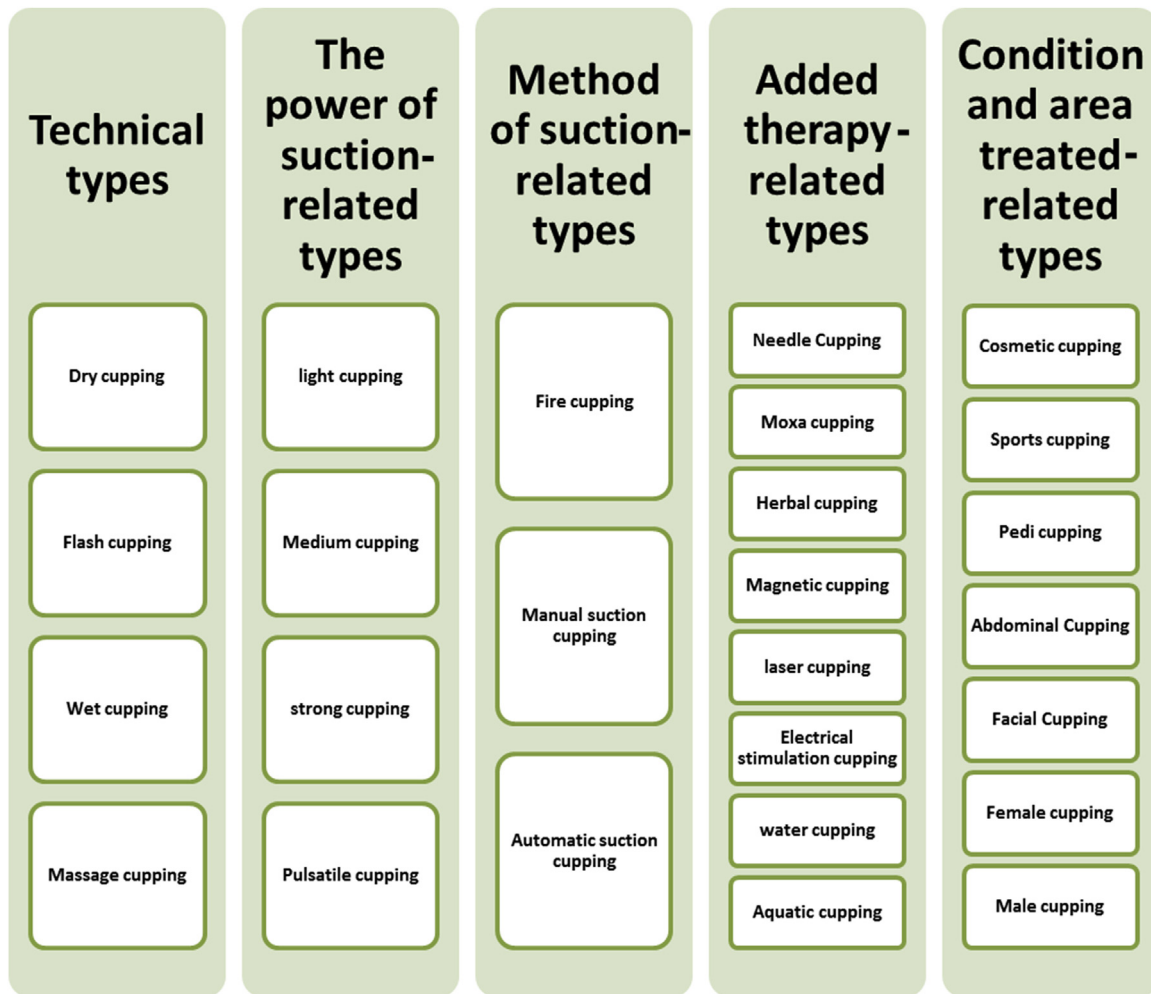 Technical
types
Dry cupping
Flash cupping
Wet cupping
Massage cupping
The
power of
suction-
related
types
light cupping
Medium cupping
strong cupping
Pulsatile cupping
Method
of suction-
related
types
Fire cupping
Manual suction
cupping
Automatic suction
cupping
Added
therapy-
related
types
Needle Cupping
Moxa cupping
Herbal cupping
Magnetic cupping
laser cupping
Electrical
stimulation cupping
water cupping
Aquatic cupping
Condition
and area
treated-
related
types
Cosmetic cupping
Sports cupping
Pedi cupping
Abdominal Cupping
Facial Cupping
Female cupping
Male cupping